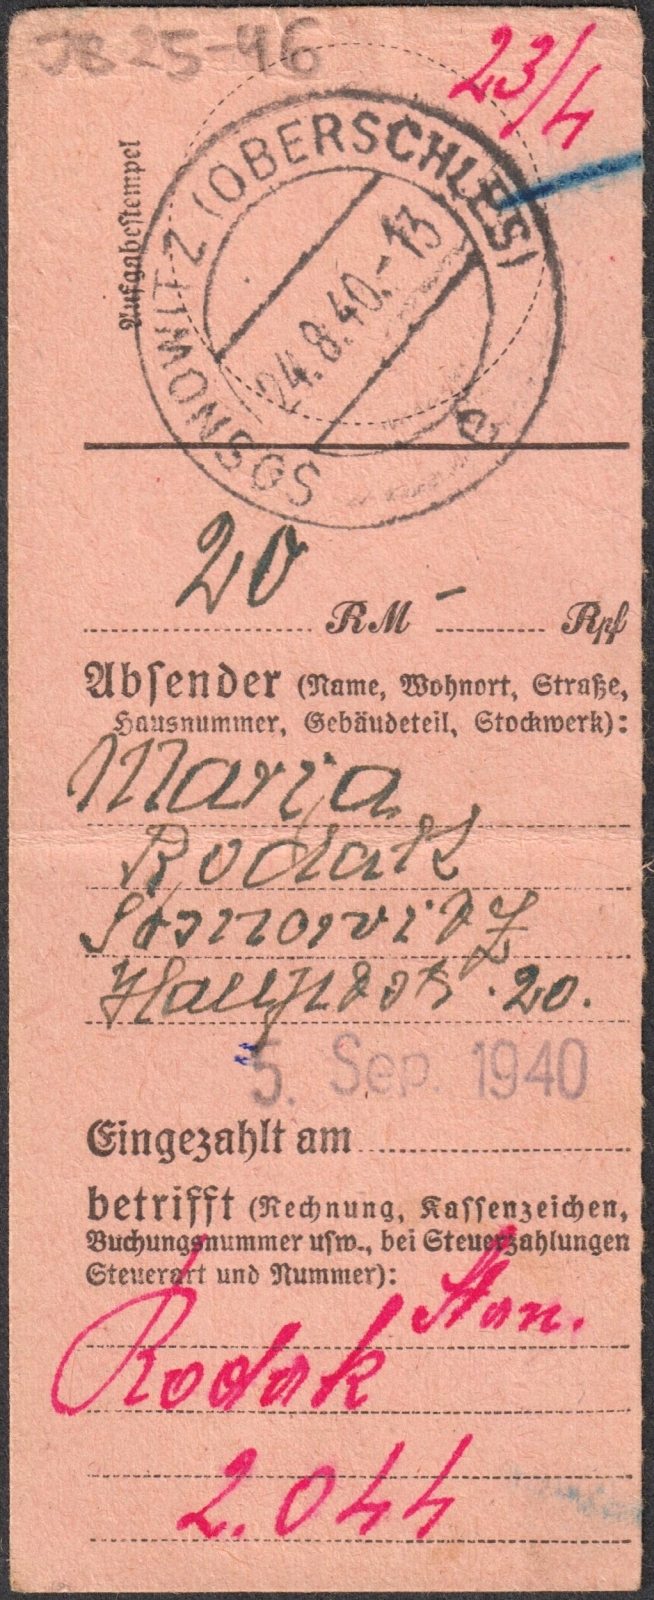 JB 25-46
23/4
Aufgabestempel
SOSNOWITZ (OBERSCHLES)
24.8.40.-13
a
20 RM - Rpf
Absender (Name, Wohnort, Straße,
Hausnummer, Gebäudeteil, Stockwerk):
Marja
Rodak
Sosnowitz
20.
5. Sep. 1940
Eingezahlt am
betrifft (Rechnung, Kassenzeichen,
Buchungsnummer usw., bei Steuerzahlungen
Steuerart und Nummer):
Stan.
Rodak
2.044